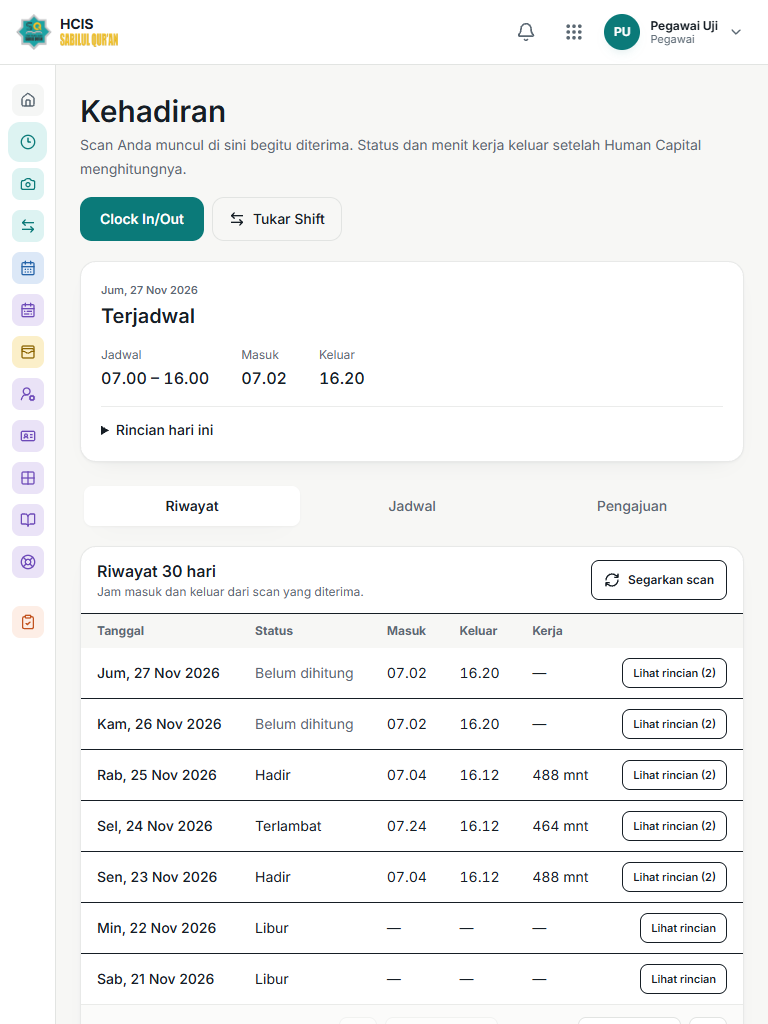 HCIS
SABILUL QUR'AN
PU
Pegawai Uji
Pegawai
Kehadiran
Scan Anda muncul di sini begitu diterima. Status dan menit kerja keluar setelah Human Capital
menghitungnya.
Clock In/Out
Tukar Shift
Jum, 27 Nov 2026
Terjadwal
Jadwal Masuk Keluar
07.00 – 16.00 07.02 16.20
Rincian hari ini
Riwayat Jadwal Pengajuan
Riwayat 30 hari
Jam masuk dan keluar dari scan yang diterima.
Segarkan scan
Tanggal Status Masuk Keluar Kerja
Jum, 27 Nov 2026 Belum dihitung 07.02 16.20 — Lihat rincian (2)
Kam, 26 Nov 2026 Belum dihitung 07.02 16.20 — Lihat rincian (2)
Rab, 25 Nov 2026 Hadir 07.04 16.12 488 mnt Lihat rincian (2)
Sel, 24 Nov 2026 Terlambat 07.24 16.12 464 mnt Lihat rincian (2)
Sen, 23 Nov 2026 Hadir 07.04 16.12 488 mnt Lihat rincian (2)
Min, 22 Nov 2026 Libur — — — Lihat rincian
Sab, 21 Nov 2026 Libur — — — Lihat rincian